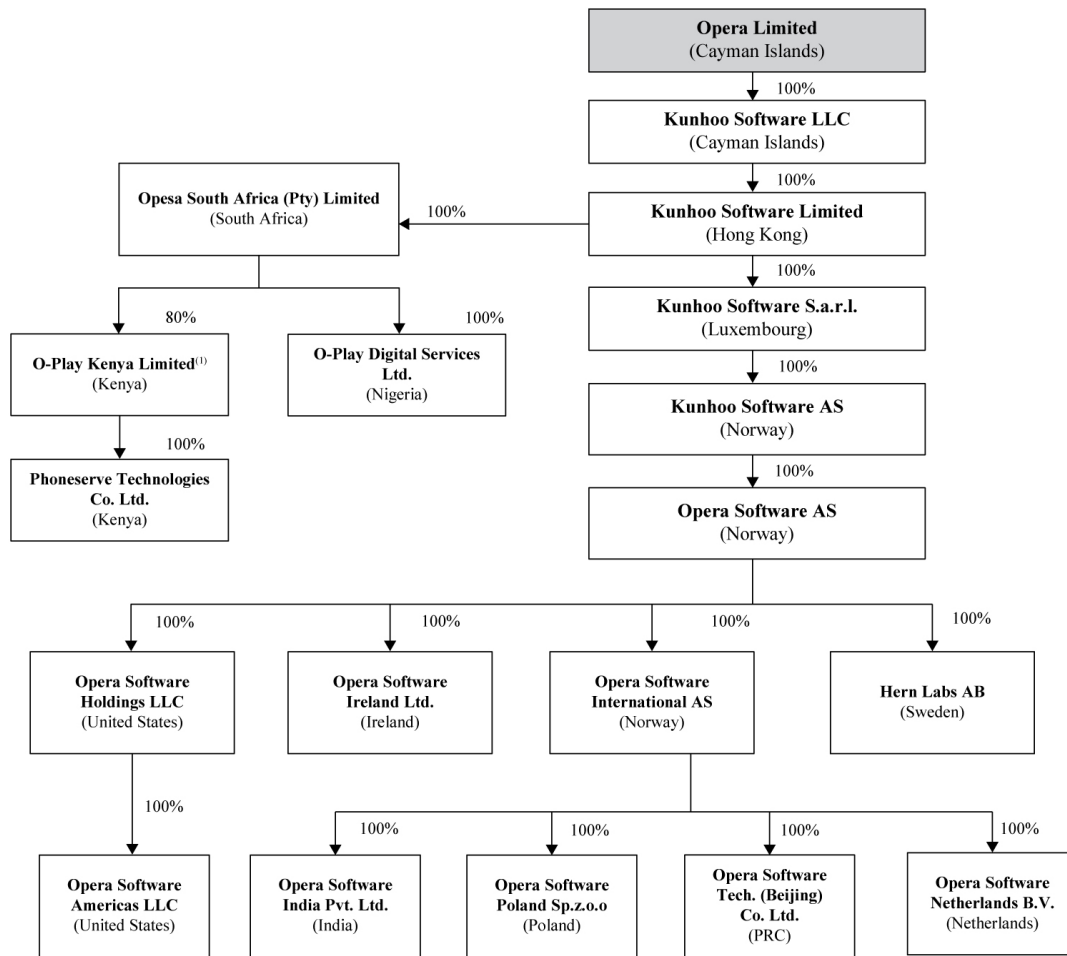 Opera Limited
(Cayman Islands)
100%
Kunhoo Software LLC
(Cayman Islands)
100%
Opesa South Africa (Pty) Limited
(South Africa)
100%
Kunhoo Software Limited
(Hong Kong)
100%
80%
100%
Kunhoo Software S.a.r.l.
(Luxembourg)
O-Play Kenya Limited(1)
(Kenya)
O-Play Digital Services
Ltd.
(Nigeria)
100%
Kunhoo Software AS
(Norway)
100%
Phoneserve Technologies
Co. Ltd.
(Kenya)
100%
Opera Software AS
(Norway)
100%
100%
100%
100%
Opera Software
Holdings LLC
(United States)
Opera Software
Ireland Ltd.
(Ireland)
Opera Software
International AS
(Norway)
Hern Labs AB
(Sweden)
100%
100%
100%
100%
100%
Opera Software
Americas LLC
(United States)
Opera Software
India Pvt. Ltd.
(India)
Opera Software
Poland Sp.z.o.o
(Poland)
Opera Software
Tech. (Beijing)
Co. Ltd.
(PRC)
Opera Software
Netherlands B.V.
(Netherlands)